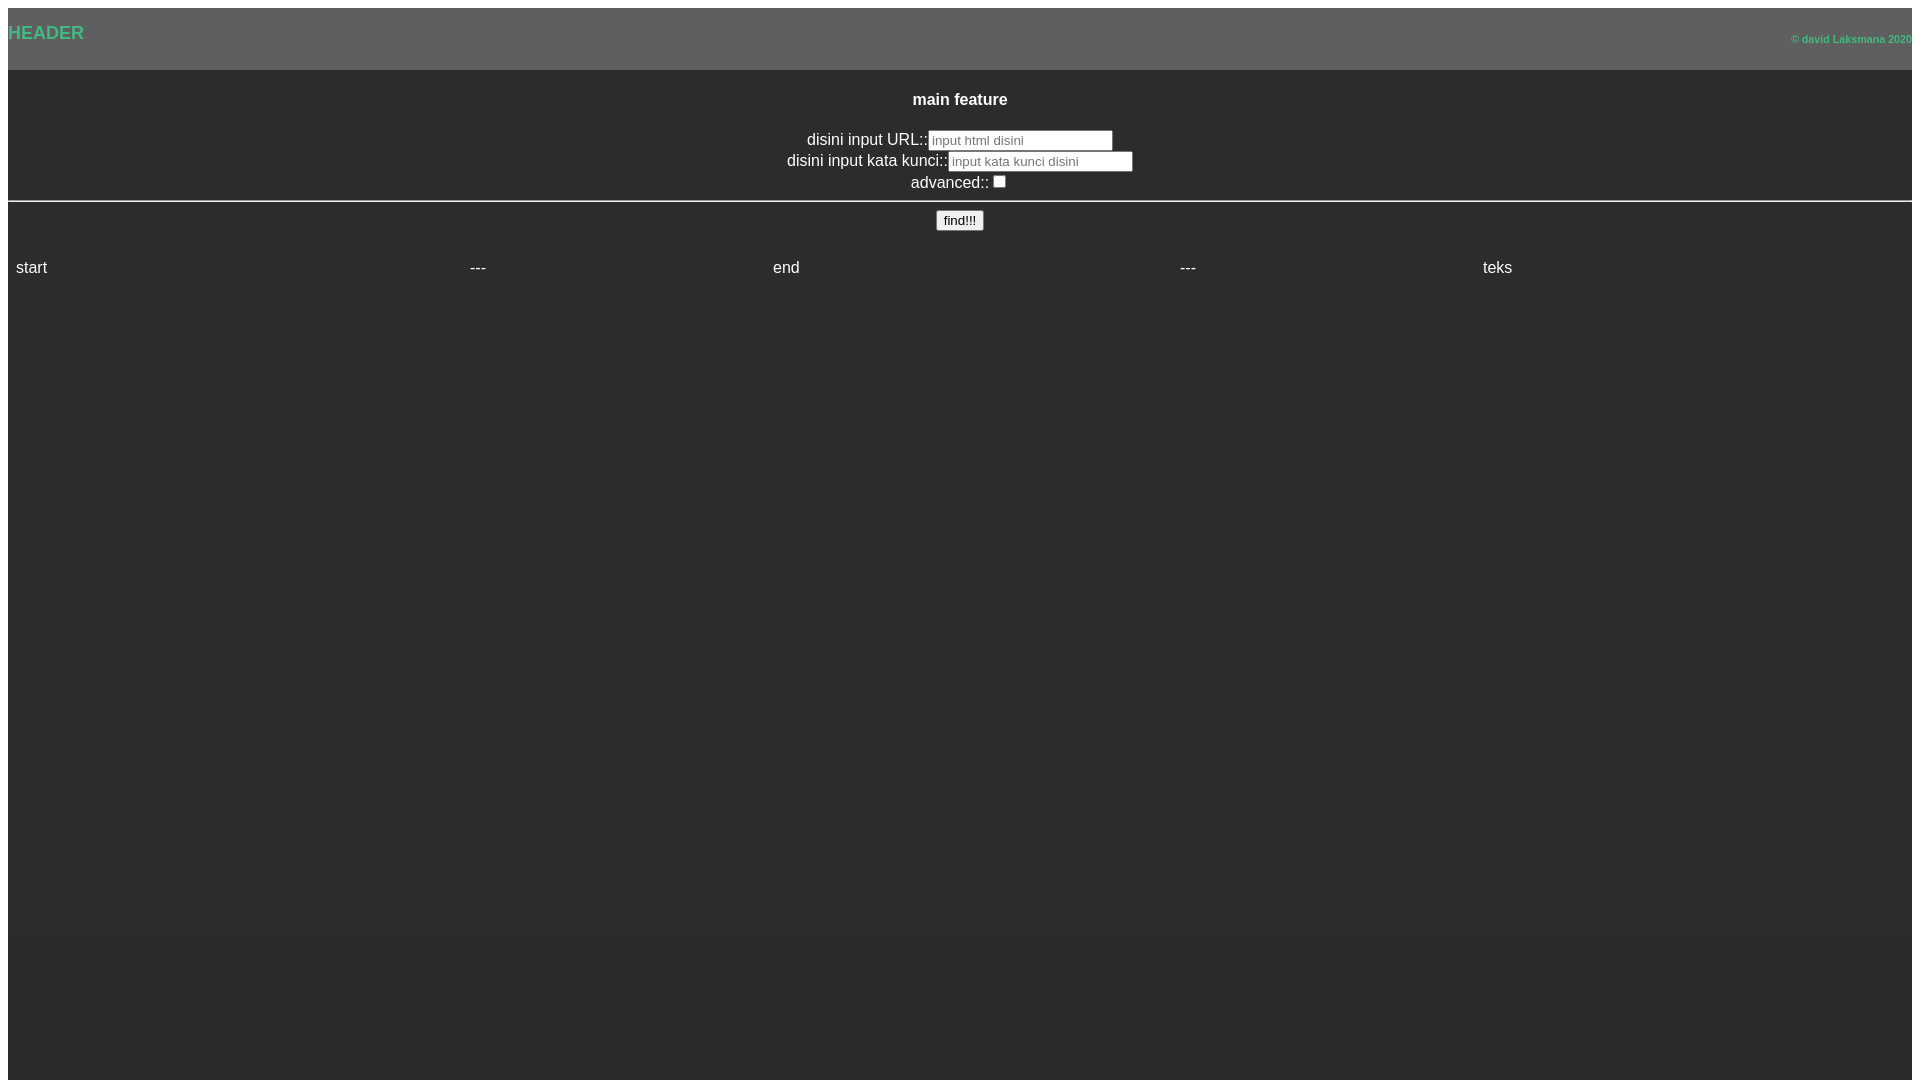 HEADER
© david Laksmana 2020
main feature
disini input URL::input html disini
disini input kata kunci::input kata kunci disini
advanced::
find!!!
start --- end --- teks